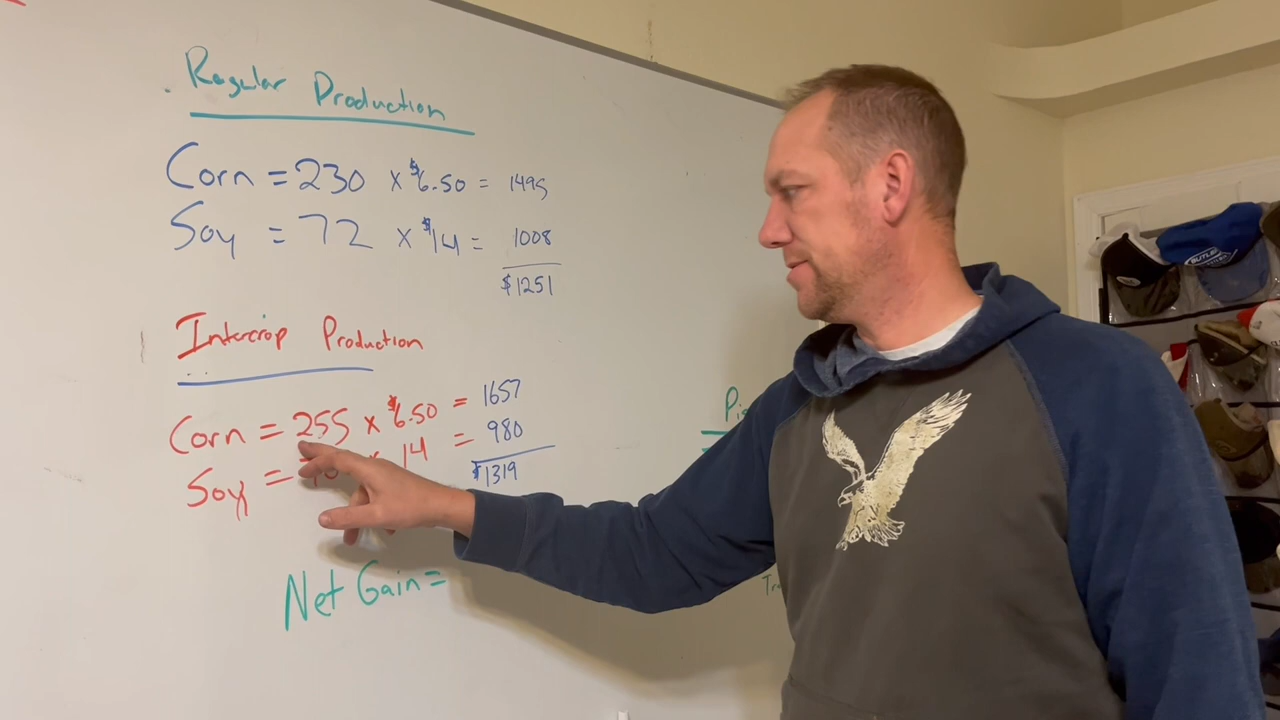 Regular Production
Corn = 230 x $6.50 = 1495
Soy = 72 x $14 = 1008
$1251
Intercrop Production
Corn = 255 x $6.50 = 1657
Soy = 70 x 14 = 980
$1319
Net Gain =